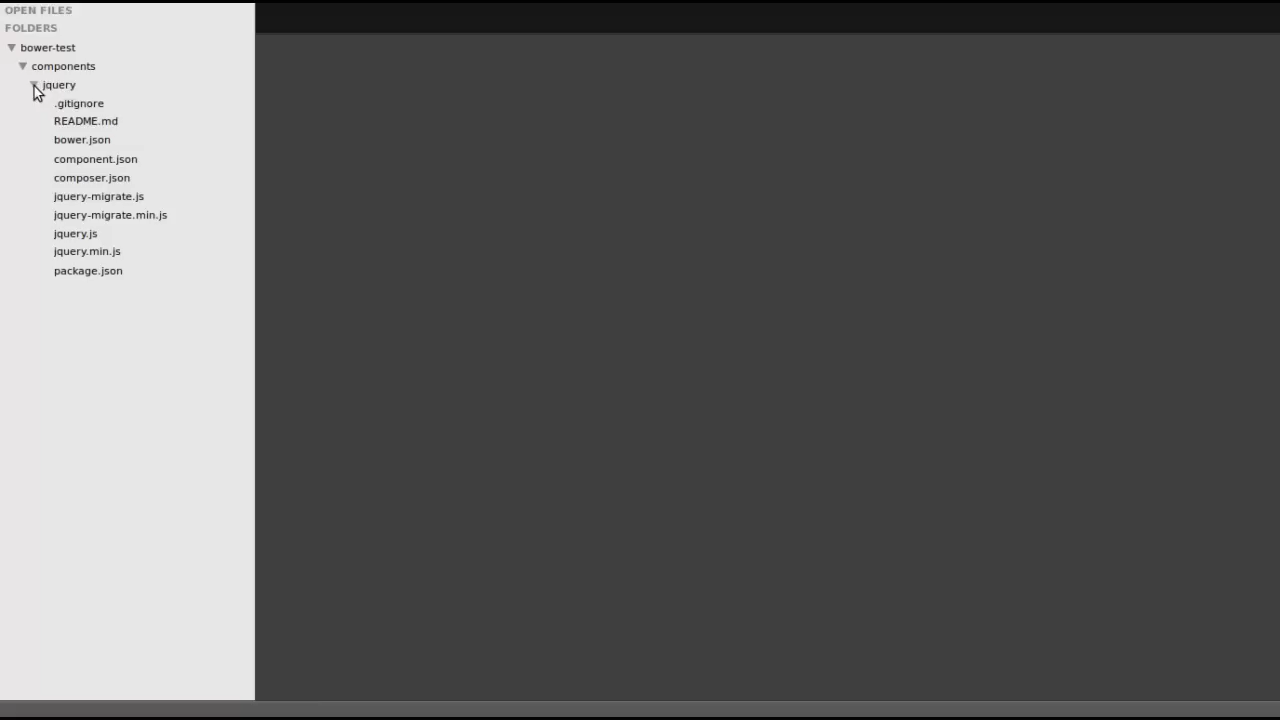 OPEN FILES
FOLDERS
bower-test
components
jquery
.gitignore
README.md
bower.json
component.json
composer.json
jquery-migrate.js
jquery-migrate.min.js
jquery.js
jquery.min.js
package.json